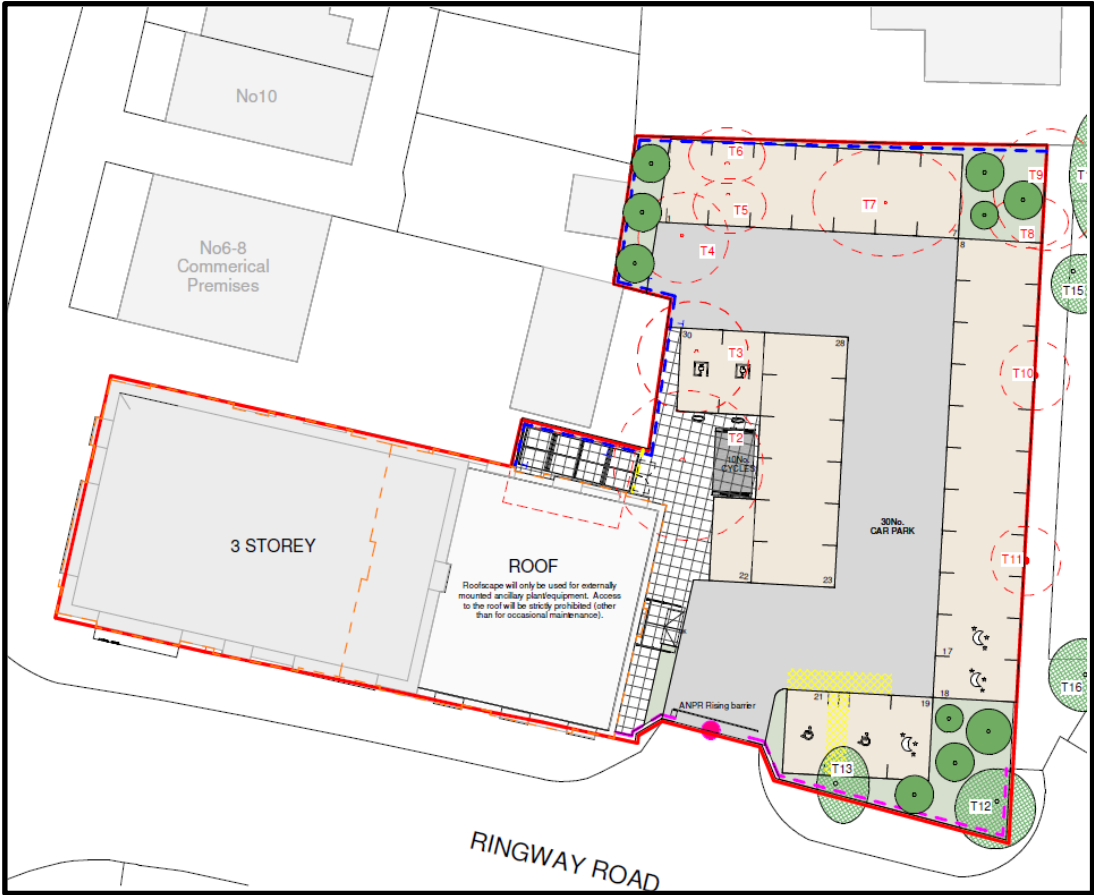 No10
T6
T9
T1
T5
T7
T8
T4
1
7
8
No6-8
Commerical
Premises
T15
30
28
T3
T10
T2
10No.
CYCLES
30No.
CAR PARK
3 STOREY
ROOF
Roofscape will only be used for externally
mounted ancillary plant/equipment. Access
to the roof will be strictly prohibited (other
than for occasional maintenance).
T11
22
23
17
T16
18
21
19
ANPR Rising barrier
T13
T12
RINGWAY ROAD